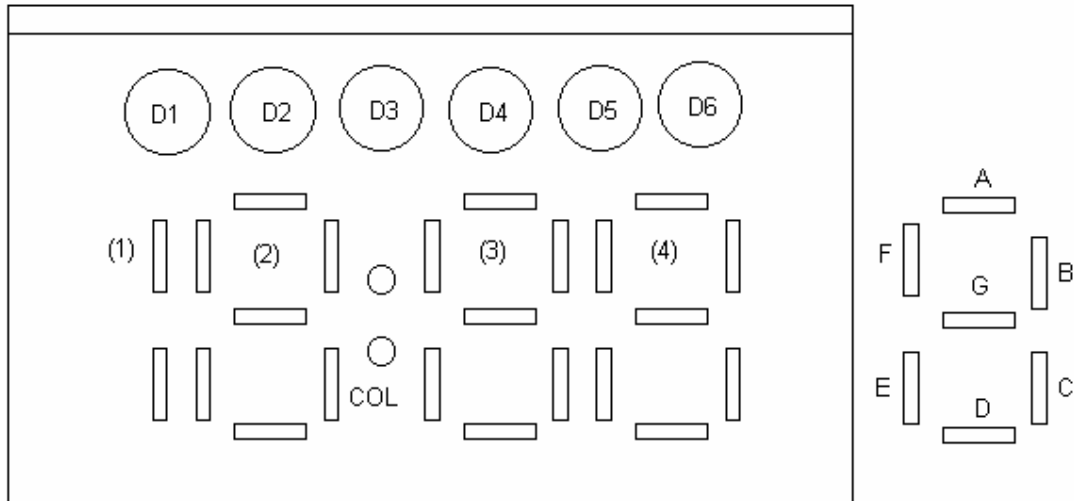 D1 D2 D3 D4 D5 D6
A
(1) (2) (3) (4) F B
G
COL E C
D